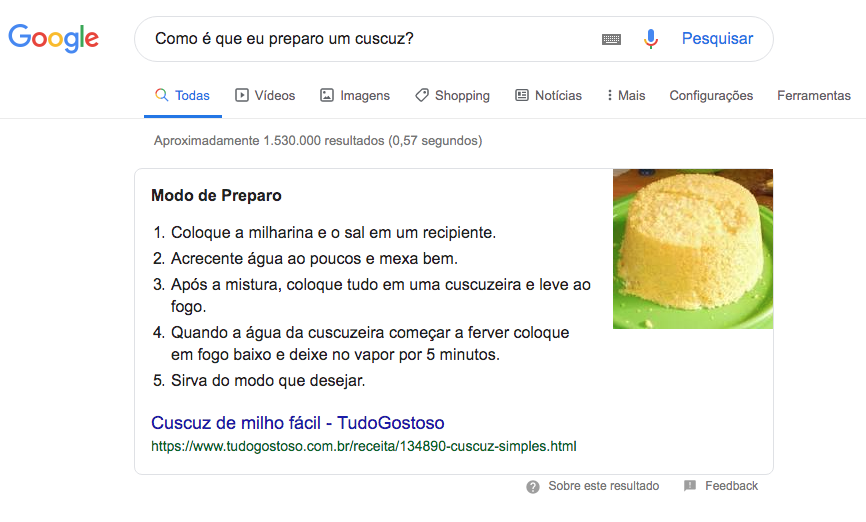 Google
Como é que eu preparo um cuscuz?
Pesquisar
Todas
Vídeos
Imagens
Shopping
Notícias
Mais
Configurações
Ferramentas
Aproximadamente 1.530.000 resultados (0,57 segundos)
Modo de Preparo
1. Coloque a milharina e o sal em um recipiente.
2. Acrecente água ao poucos e mexa bem.
3. Após a mistura, coloque tudo em uma cuscuzeira e leve ao
fogo.
4. Quando a água da cuscuzeira começar a ferver coloque
em fogo baixo e deixe no vapor por 5 minutos.
5. Sirva do modo que desejar.
Cuscuz de milho fácil - TudoGostoso
https://www.tudogostoso.com.br/receita/134890-cuscuz-simples.html
Sobre este resultado
Feedback